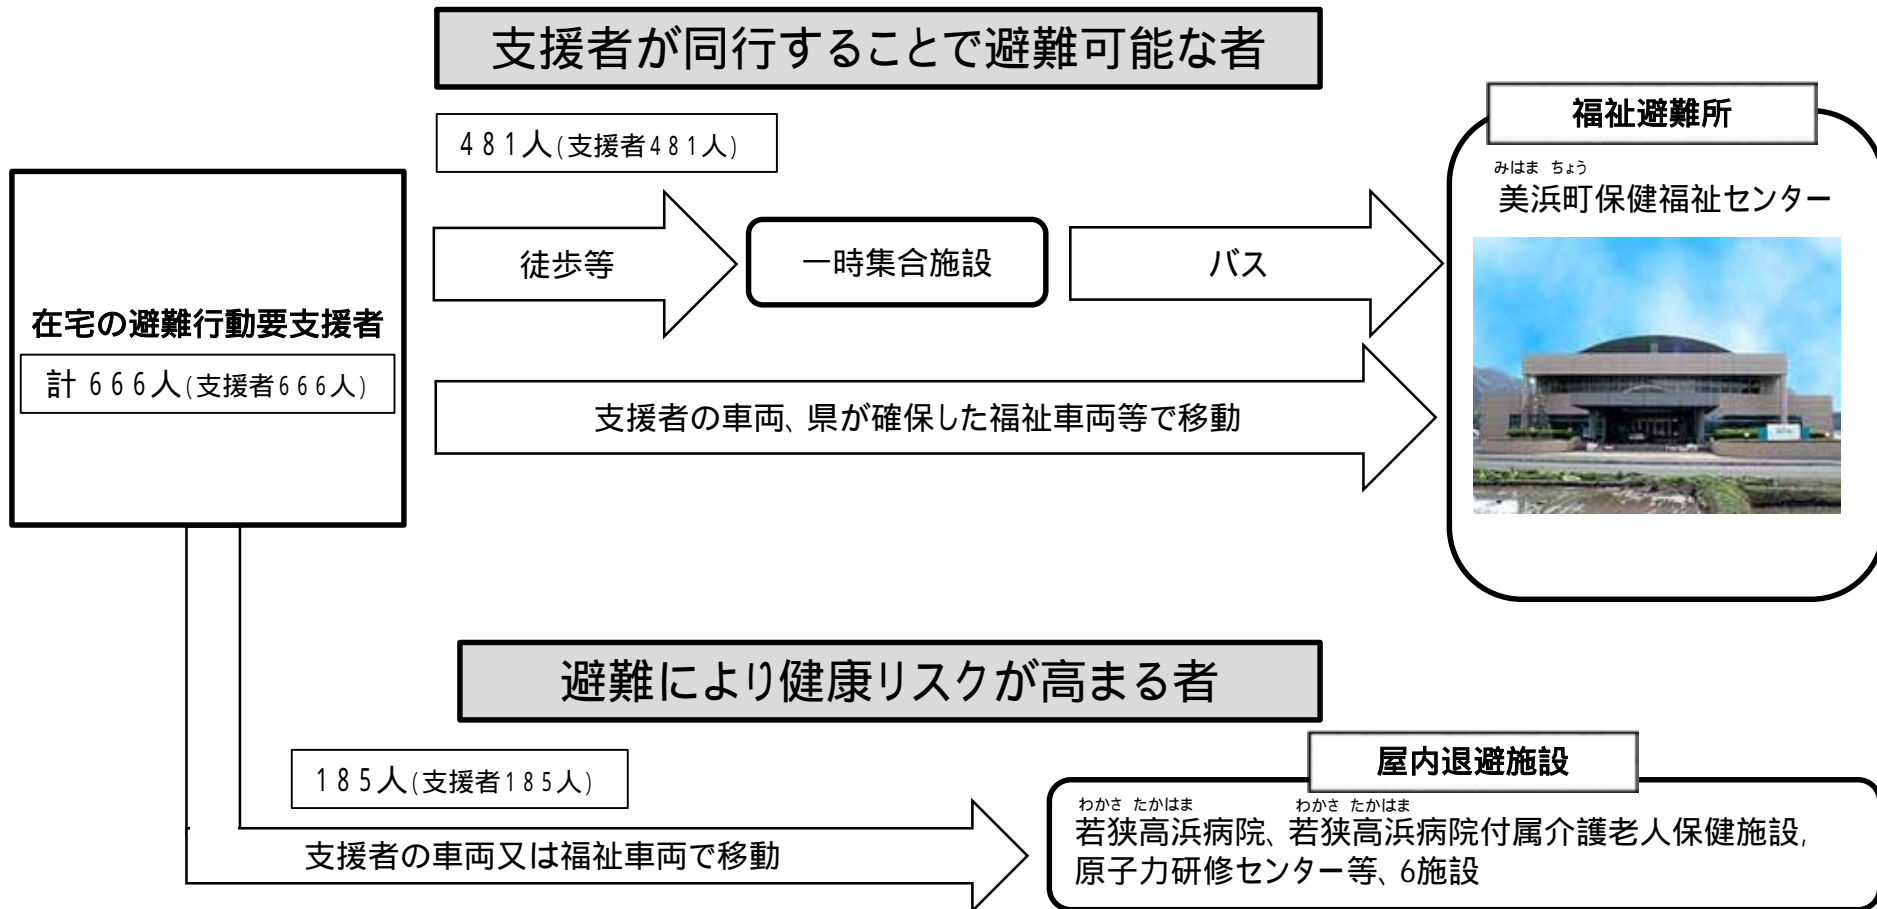 支援者が同行することで避難可能な者
481人(支援者481人)
福祉避難所
みはま ちょう
美浜町保健福祉センター
徒歩等
一時集合施設
バス
在宅の避難行動要支援者
計 666人(支援者666人)
支援者の車両、県が確保した福祉車両等で移動
避難により健康リスクが高まる者
185人(支援者185人)
屋内退避施設
わかさ たかはま わかさ たかはま
若狭高浜病院、若狭高浜病院付属介護老人保健施設,
原子力研修センター等、6施設
支援者の車両又は福祉車両で移動